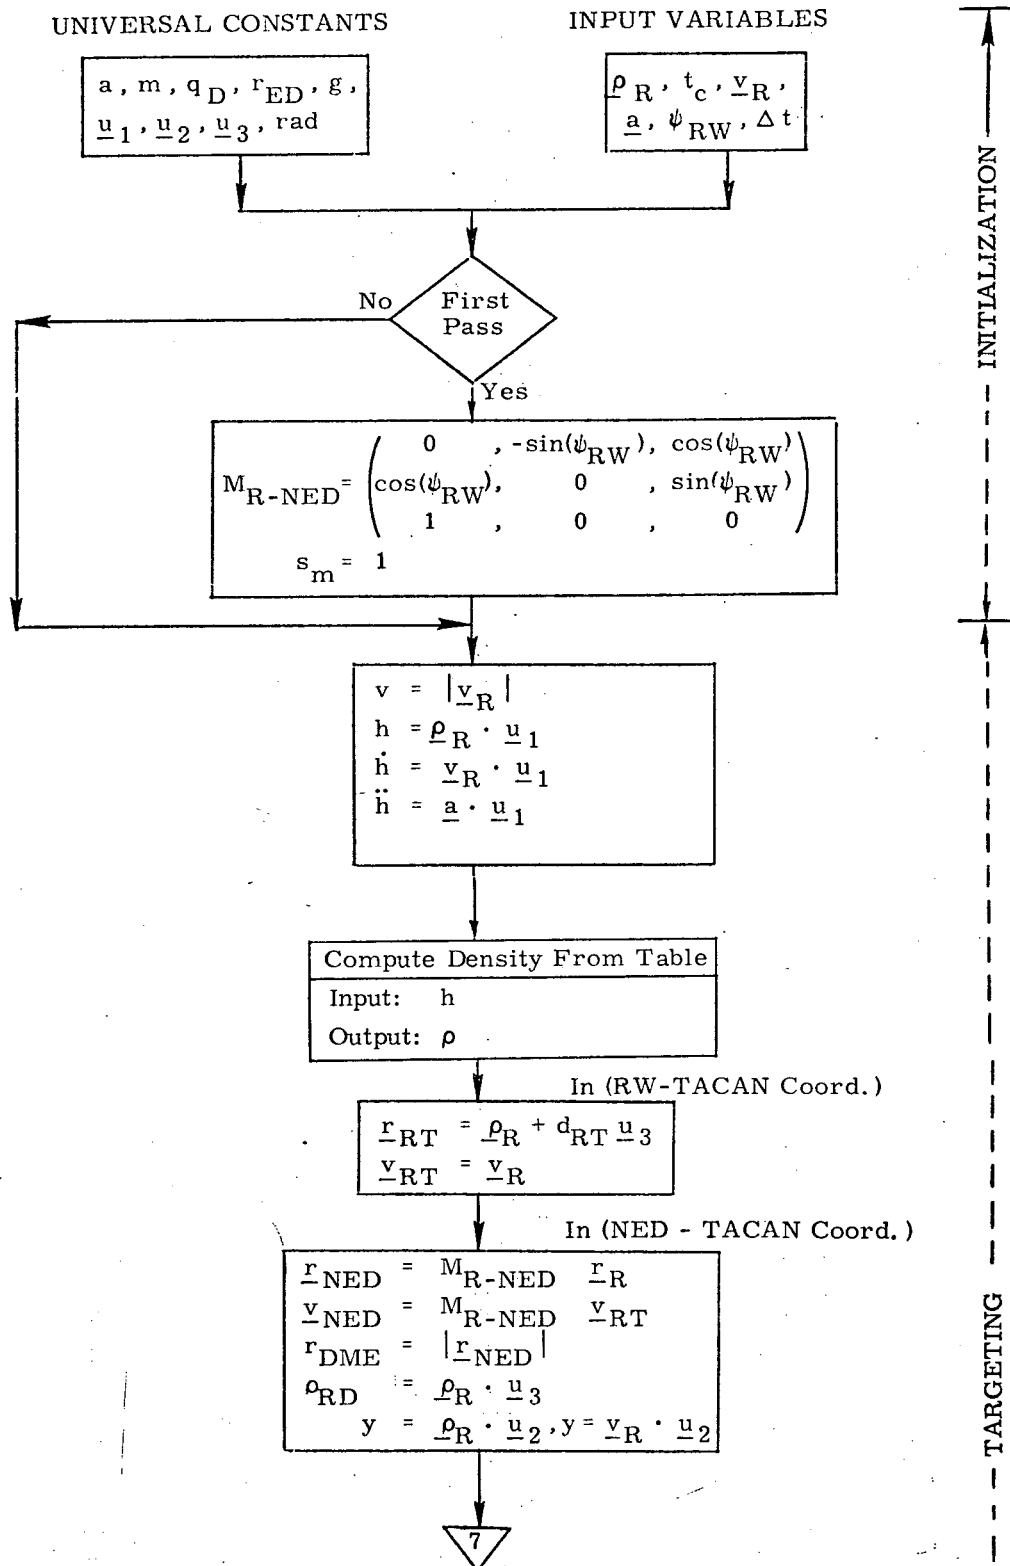 UNIVERSAL CONSTANTS
INPUT VARIABLES
a, m, q_D, r_ED, g,
u_1, u_2, u_3, rad
ρ_R, t_c, v_R,
a, ψ_RW, Δt
INITIALIZATION
No
First
Pass
Yes
M_R-NED = ( 0 , -sin(ψ_RW), cos(ψ_RW)
cos(ψ_RW), 0 , sin(ψ_RW)
1 , 0 , 0 )
s_m = 1
v = |v_R|
h = ρ_R · u_1
ḣ = v_R · u_1
ḧ = a · u_1
Compute Density From Table
Input: h
Output: ρ
In (RW-TACAN Coord.)
r_RT = ρ_R + d_RT u_3
v_RT = v_R
In (NED - TACAN Coord.)
r_NED = M_R-NED r_R
v_NED = M_R-NED v_RT
r_DME = |r_NED|
ρ_RD = ρ_R · u_3
y = ρ_R · u_2, y = v_R · u_2
TARGETING
7